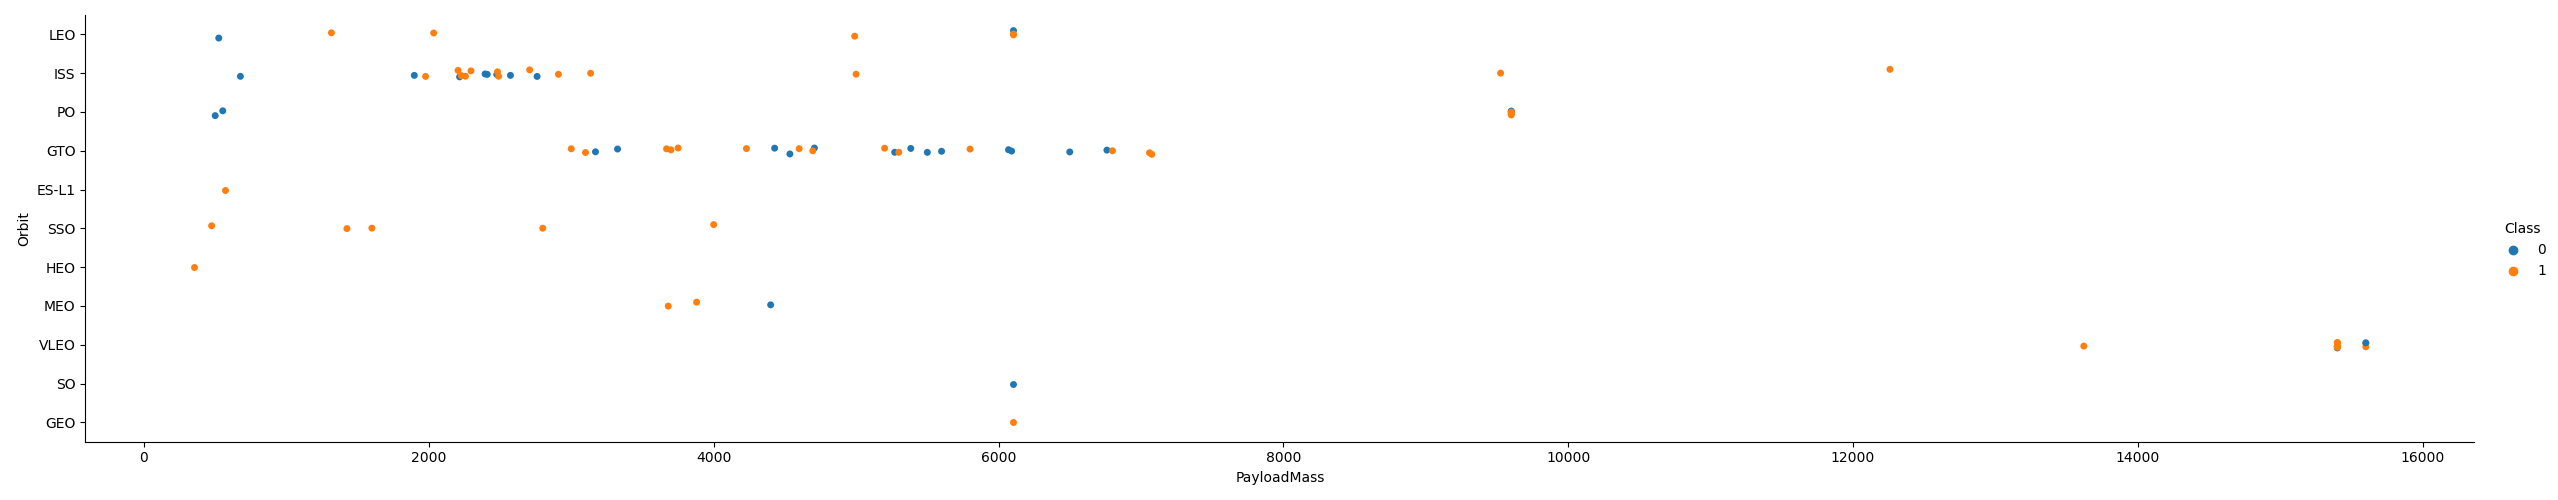 LEO
ISS
PO
GTO
ES-L1
SSO
HEO
MEO
VLEO
SO
GEO
Orbit
0 2000 4000 6000 8000 10000 12000 14000 16000
PayloadMass
Class
0
1